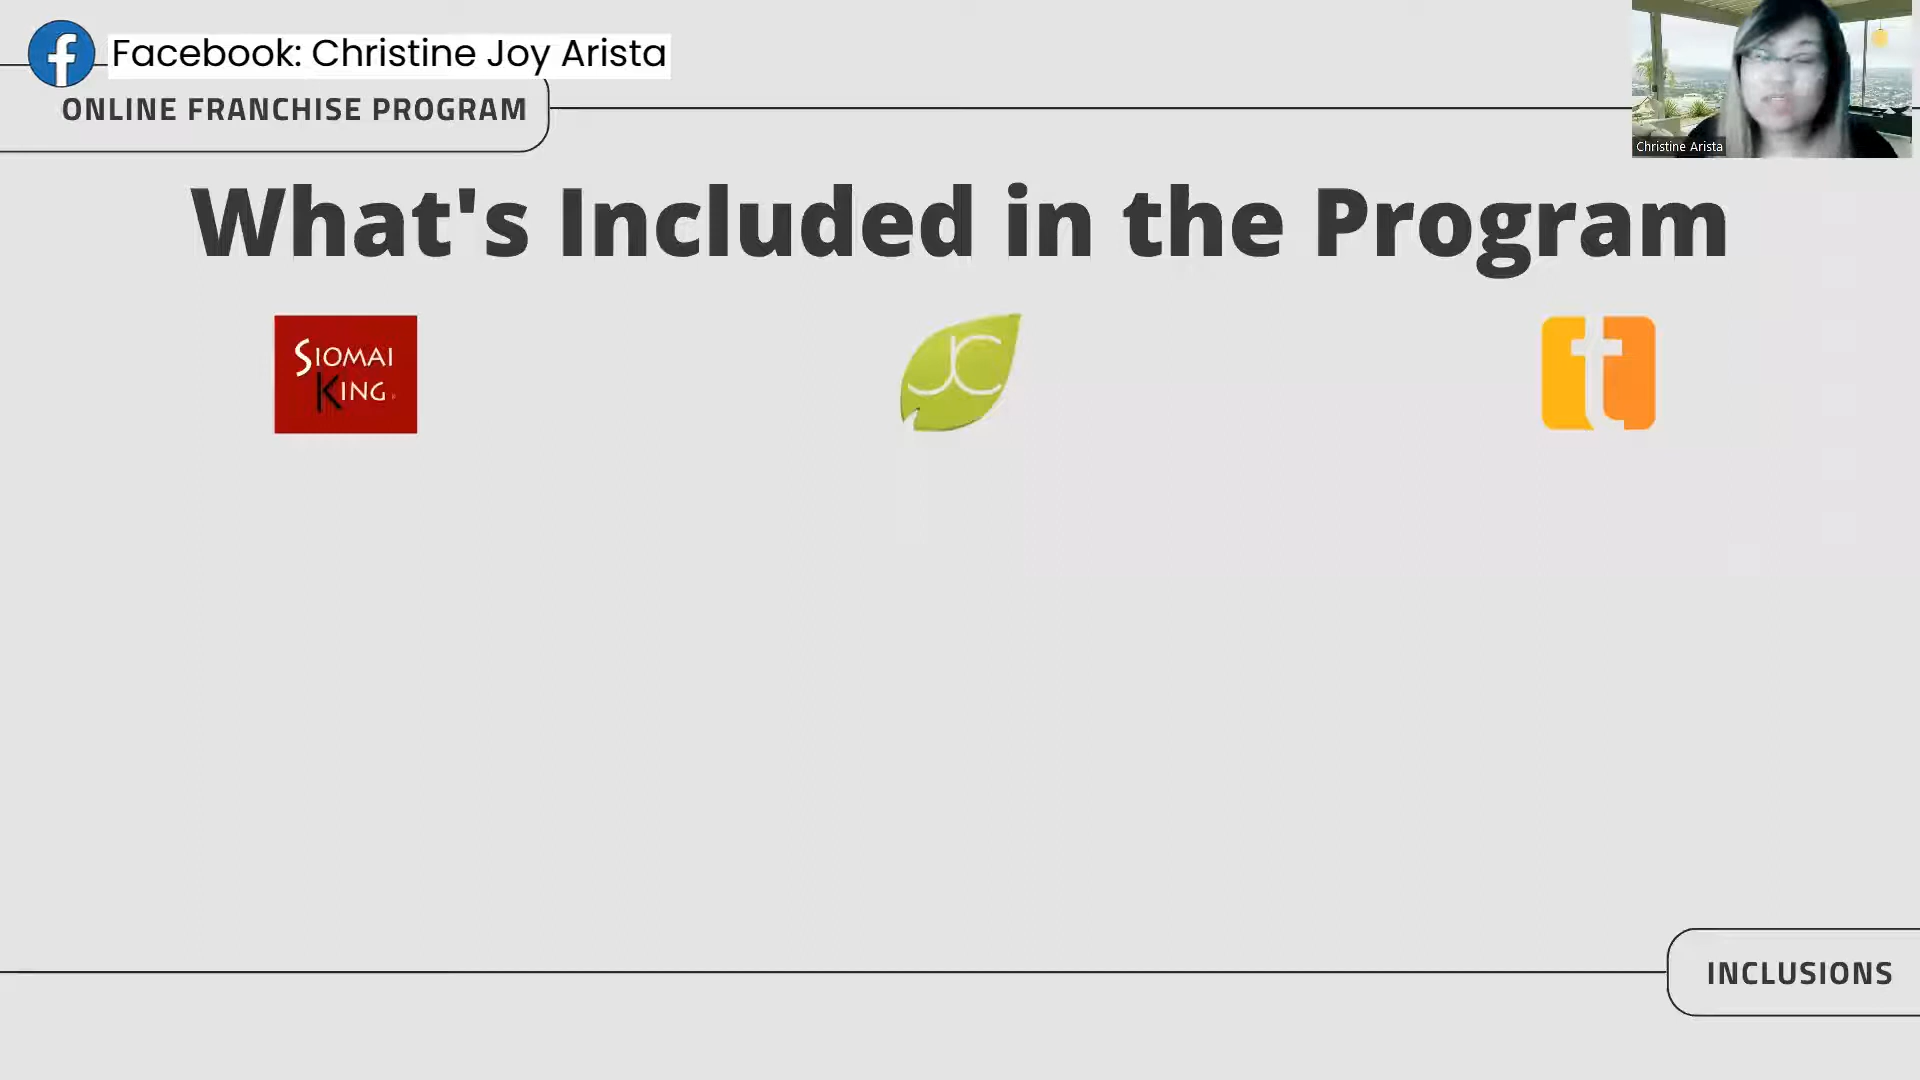 Facebook: Christine Joy Arista
ONLINE FRANCHISE PROGRAM
Christine Arista
What's Included in the Program
SIOMAI
KING
JC
t
INCLUSIONS